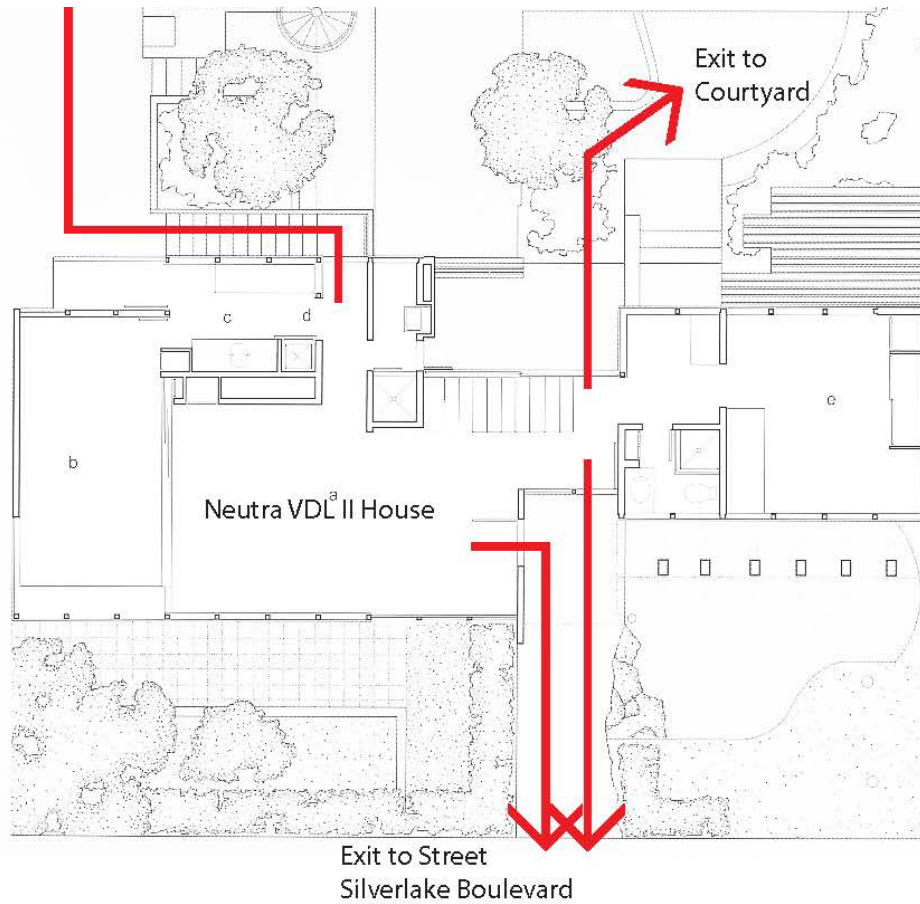 Exit to
Courtyard
c
d
e
b
a
Neutra VDL II House
Exit to Street
Silverlake Boulevard